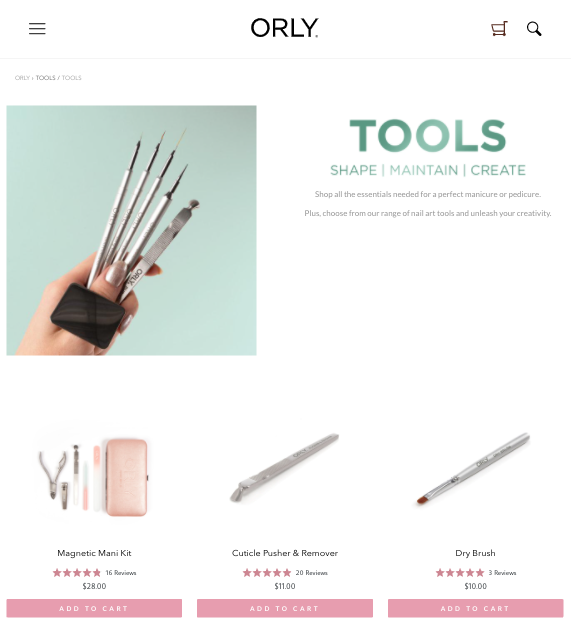 ORLY
ORLY › TOOLS / TOOLS
TOOLS
SHAPE | MAINTAIN | CREATE
Shop all the essentials needed for a perfect manicure or pedicure.
Plus, choose from our range of nail art tools and unleash your creativity.
ORLY
Magnetic Mani Kit
Cuticle Pusher & Remover
Dry Brush
16 Reviews
20 Reviews
3 Reviews
$28.00
$11.00
$10.00
ADD TO CART
ADD TO CART
ADD TO CART